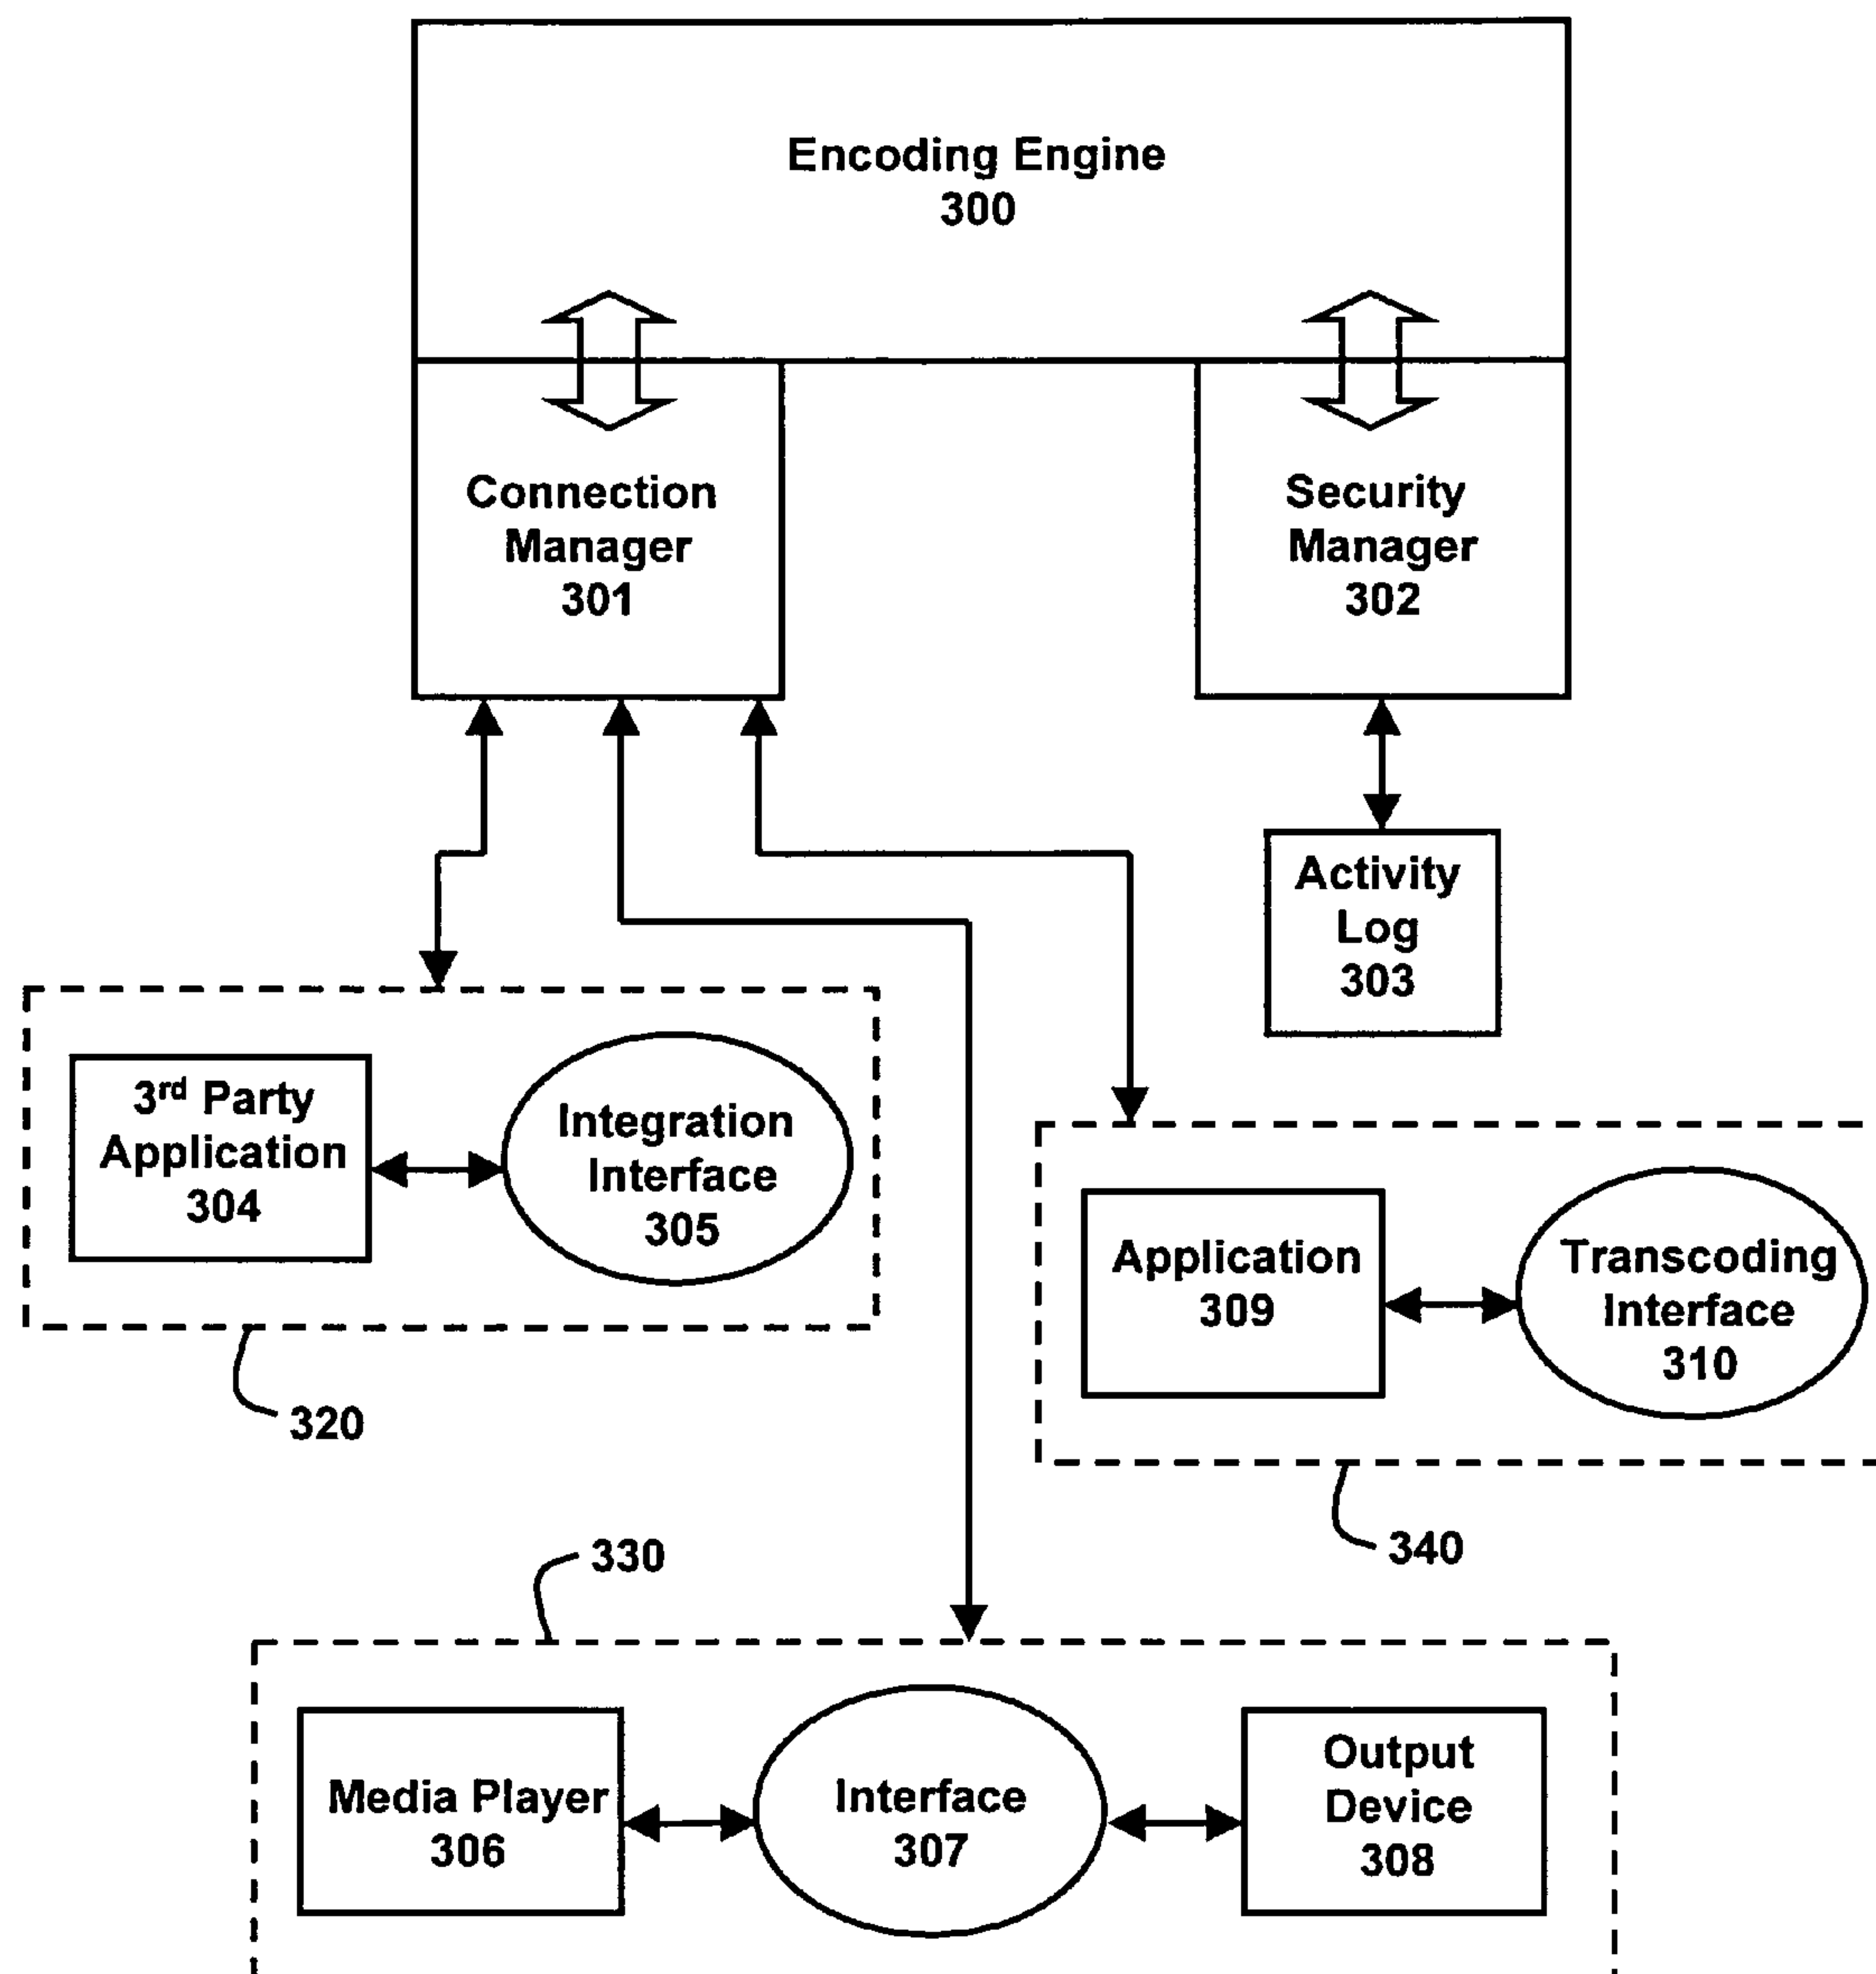 Encoding Engine
300
Connection
Manager
301
Security
Manager
302
Activity
Log
303
3rd Party
Application
304
Integration
Interface
305
320
Application
309
Transcoding
Interface
310
340
330
Media Player
306
Interface
307
Output
Device
308